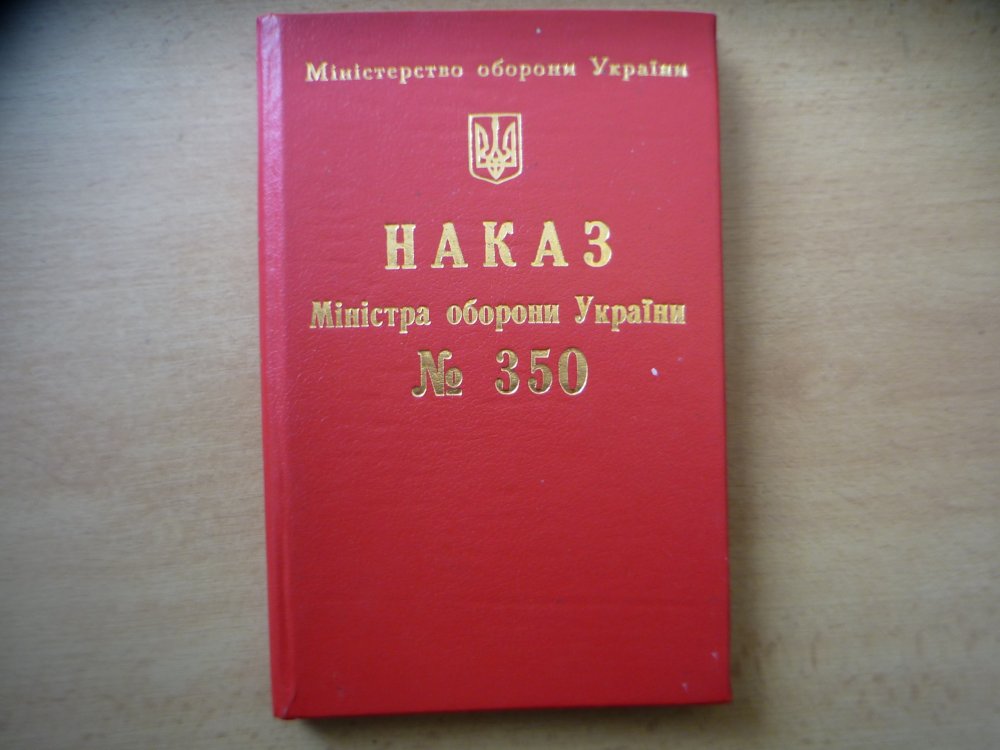 Міністерство оборони України
НАКАЗ
Міністра оборони України
№ 350